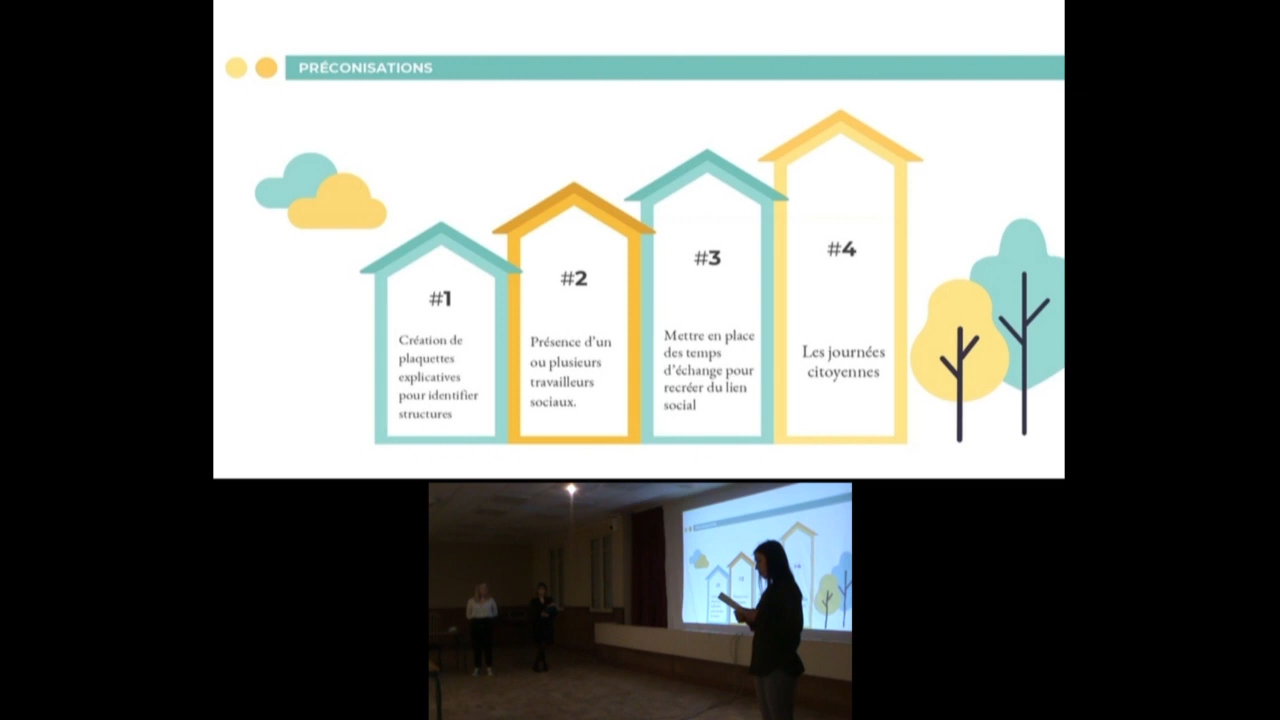 PRÉCONISATIONS
#1
Création de
plaquettes
explicatives
pour identifier
structures
#2
Présence d'un
ou plusieurs
travailleurs
sociaux.
#3
Mettre en place
des temps
d'échange pour
recréer du lien
social
#4
Les journées
citoyennes